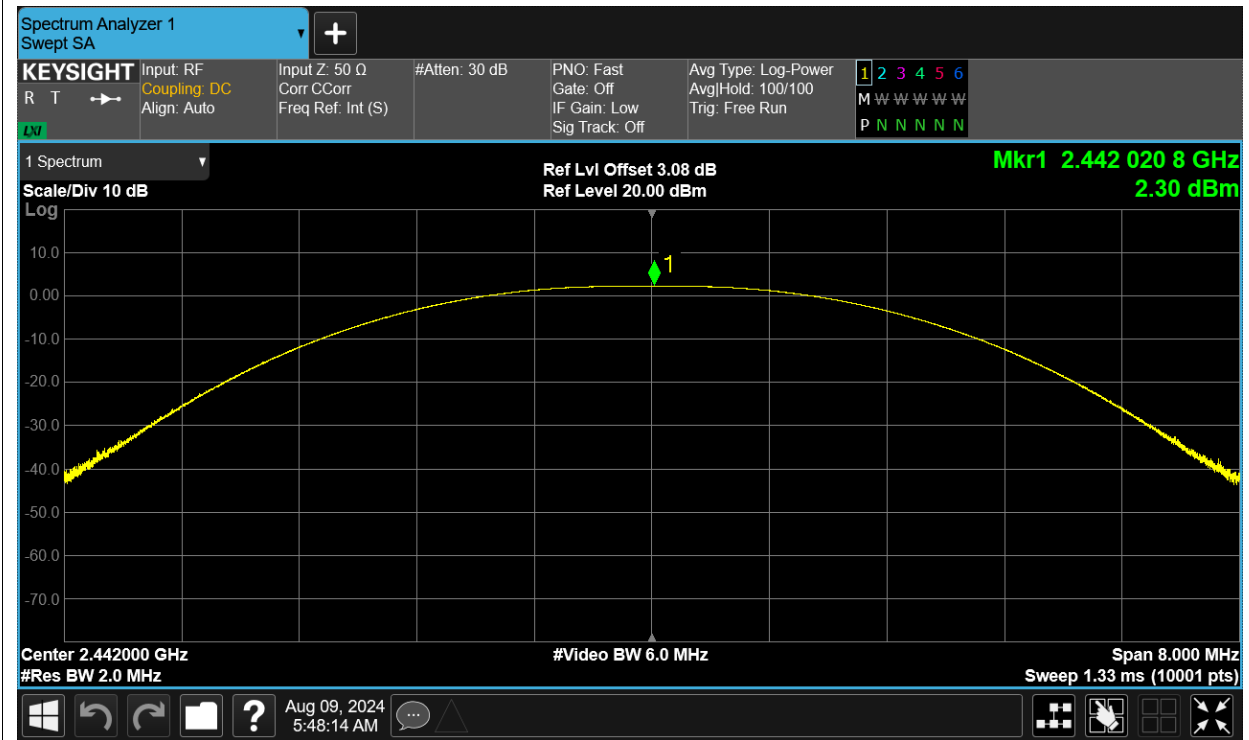 Spectrum Analyzer 1
Swept SA
KEYSIGHT
R T
LXI
Input: RF
Coupling: DC
Align: Auto
Input Z: 50 Ω
Corr CCorr
Freq Ref: Int (S)
#Atten: 30 dB
PNO: Fast
Gate: Off
IF Gain: Low
Sig Track: Off
Avg Type: Log-Power
Avg|Hold: 100/100
Trig: Free Run
1 2 3 4 5 6
M W W W W W
P N N N N N
1 Spectrum
Scale/Div 10 dB
Ref Lvl Offset 3.08 dB
Ref Level 20.00 dBm
Mkr1 2.442 020 8 GHz
2.30 dBm
Log
10.0
0.00
-10.0
-20.0
-30.0
-40.0
-50.0
-60.0
-70.0
1
Center 2.442000 GHz
#Res BW 2.0 MHz
#Video BW 6.0 MHz
Span 8.000 MHz
Sweep 1.33 ms (10001 pts)
?
Aug 09, 2024
5:48:14 AM